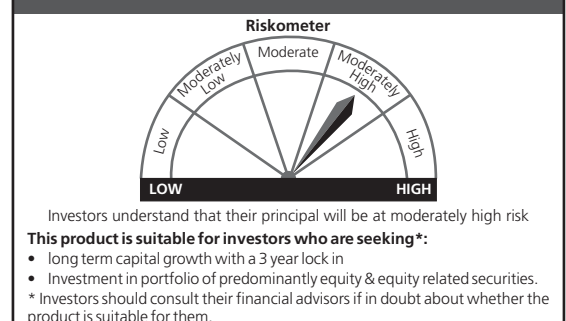 Riskometer
Moderate
Moderately
Low
Moderately
High
Low
High
LOW HIGH
Investors understand that their principal will be at moderately high risk
This product is suitable for investors who are seeking*:
• long term capital growth with a 3 year lock in
• Investment in portfolio of predominantly equity & equity related securities.
* Investors should consult their financial advisors if in doubt about whether the
product is suitable for them.